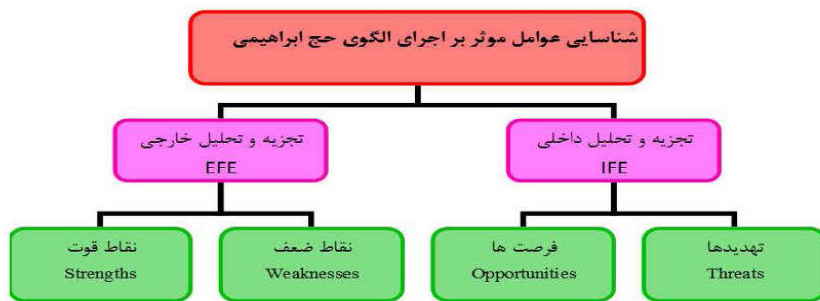 شناسایی عوامل موثر بر اجرای الگوی حج ابراهیمی
تجزیه و تحلیل داخلی
IFE
تجزیه و تحلیل خارجی
EFE
تهدیدها
Threats
فرصت ها
Opportunities
نقاط ضعف
Weaknesses
نقاط قوت
Strengths